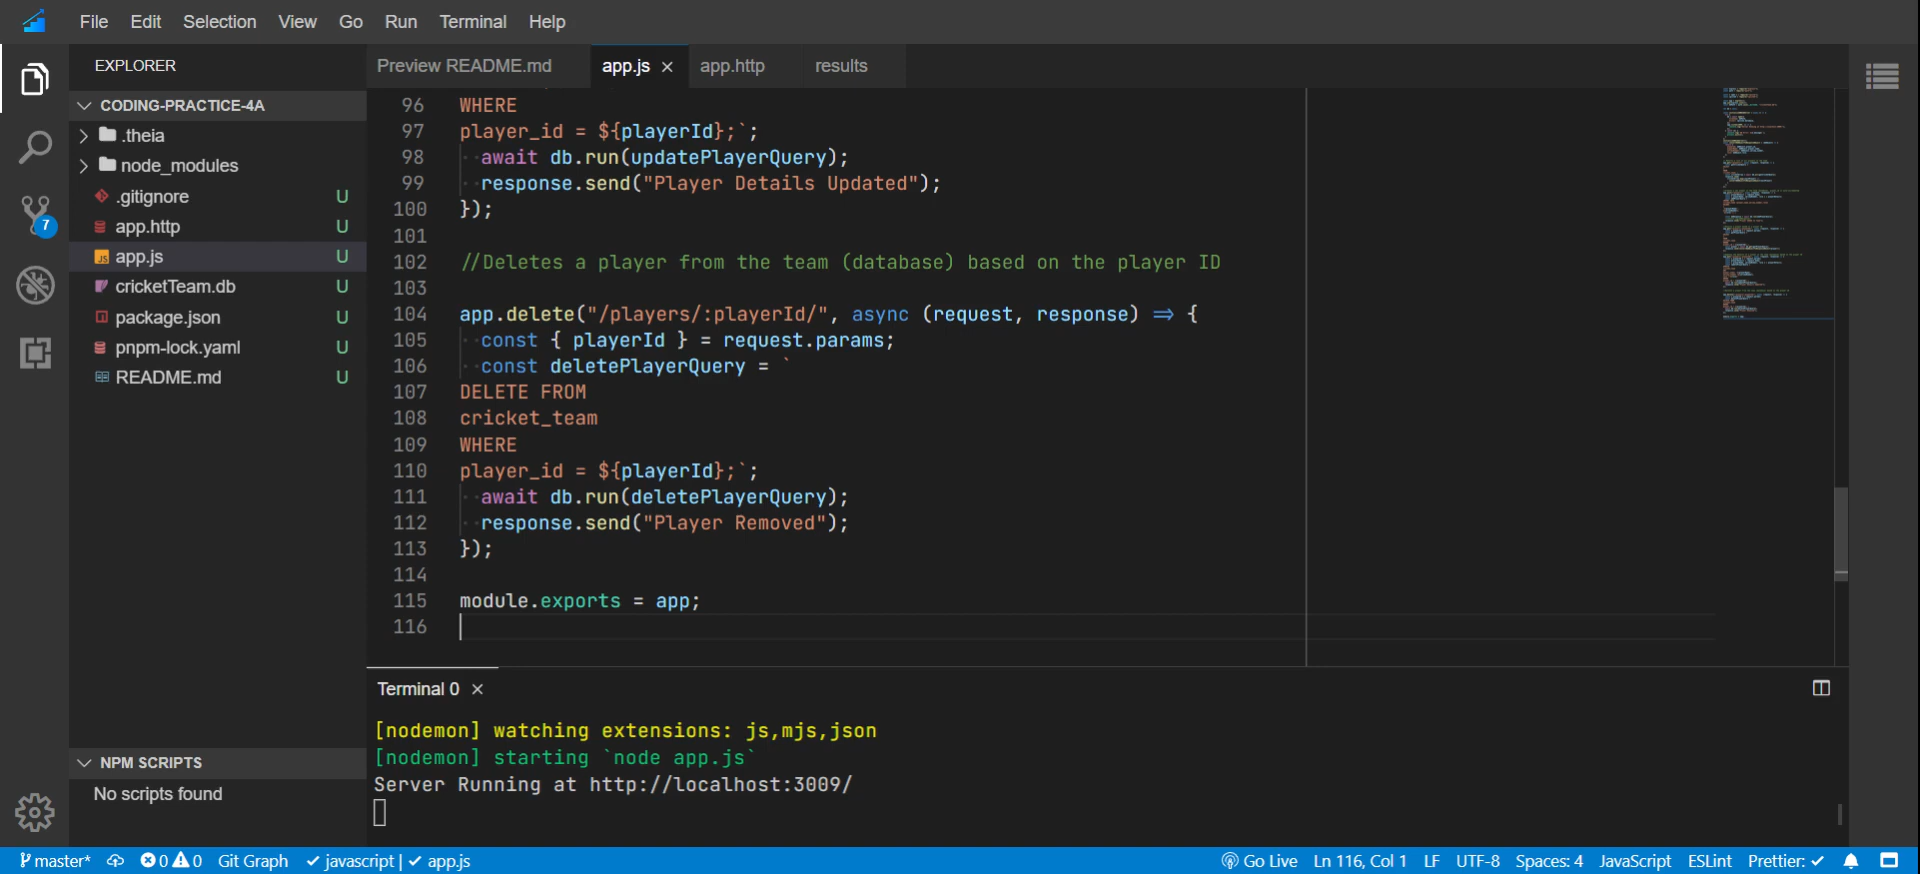 File Edit Selection View Go Run Terminal Help
EXPLORER
CODING-PRACTICE-4A
.theia
node_modules
.gitignore U
app.http U
JS app.js U
cricketTeam.db U
package.json U
pnpm-lock.yaml U
README.md U
7
NPM SCRIPTS
No scripts found
Preview README.md app.js × app.http results
96 WHERE
97 player_id = ${playerId};`;
98 await db.run(updatePlayerQuery);
99 response.send("Player Details Updated");
100 });
101
102 //Deletes a player from the team (database) based on the player ID
103
104 app.delete("/players/:playerId/", async (request, response) => {
105 const { playerId } = request.params;
106 const deletePlayerQuery = `
107 DELETE FROM
108 cricket_team
109 WHERE
110 player_id = ${playerId};`;
111 await db.run(deletePlayerQuery);
112 response.send("Player Removed");
113 });
114
115 module.exports = app;
116
Terminal 0 ×
[nodemon] watching extensions: js,mjs,json
[nodemon] starting `node app.js`
Server Running at http://localhost:3009/
master* 0 0 Git Graph ✓ javascript | ✓ app.js Go Live Ln 116, Col 1 LF UTF-8 Spaces: 4 JavaScript ESLint Prettier: ✓